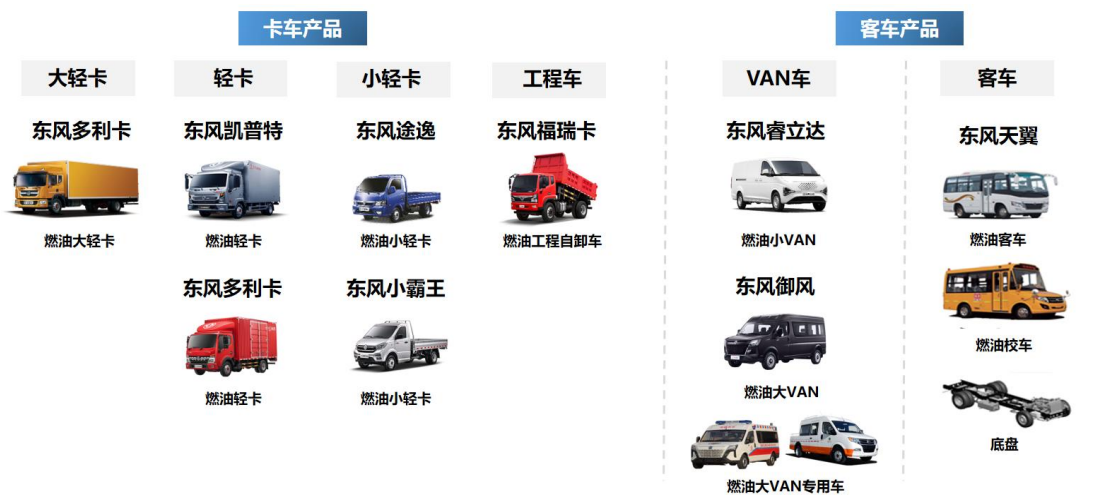 卡车产品
客车产品
大轻卡
轻卡
小轻卡
工程车
VAN车
客车
东风多利卡
东风凯普特
东风途逸
东风福瑞卡
东风睿立达
东风天翼
燃油大轻卡
燃油轻卡
燃油小轻卡
燃油工程自卸车
燃油小VAN
燃油客车
东风多利卡
东风小霸王
东风御风
燃油校车
燃油轻卡
燃油小轻卡
燃油大VAN
底盘
燃油大VAN专用车